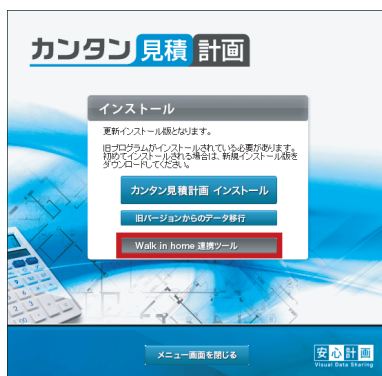 カンタン見積計画
インストール
更新インストール版となります。
旧プログラムがインストールされている必要があります。
初めてインストールされる場合は、新規インストール版を
ダウンロードしてください。
カンタン見積計画 インストール
旧バージョンからのデータ移行
Walk in home 連携ツール
メニュー画面を閉じる
安心計画
Visual Data Sharing